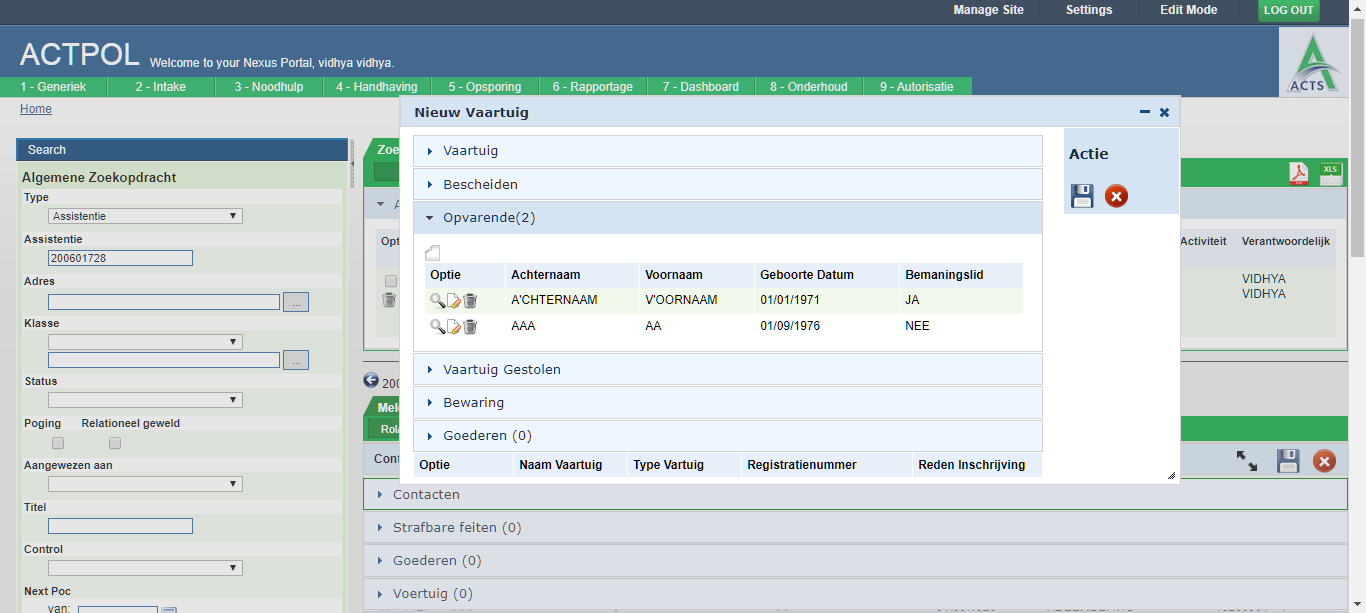 Manage Site Settings Edit Mode LOG OUT
ACTPOL Welcome to your Nexus Portal, vidhya vidhya.
ACTS
1 - Generiek 2 - Intake 3 - Noodhulp 4 - Handhaving 5 - Opsporing 6 - Rapportage 7 - Dashboard 8 - Onderhoud 9 - Autorisatie
Home
Search
Algemene Zoekopdracht
Type
Assistentie
Assistentie
200601728
Adres
...
Klasse
...
Status
Poging Relationeel geweld
Aangewezen aan
Titel
Control
Next Poc
van:
Zoe
XLS
Opt
Activiteit Verantwoordelijk
VIDHYA
VIDHYA
Nieuw Vaartuig
Actie
Vaartuig
Bescheiden
Opvarende(2)
Optie Achternaam Voornaam Geboorte Datum Bemaningslid
A'CHTERNAAM V'OORNAAM 01/01/1971 JA
AAA AA 01/09/1976 NEE
Vaartuig Gestolen
Bewaring
Goederen (0)
Optie Naam Vaartuig Type Vartuig Registratienummer Reden Inschrijving
200
Mel
Rol
Cont
Contacten
Strafbare feiten (0)
Goederen (0)
Voertuig (0)